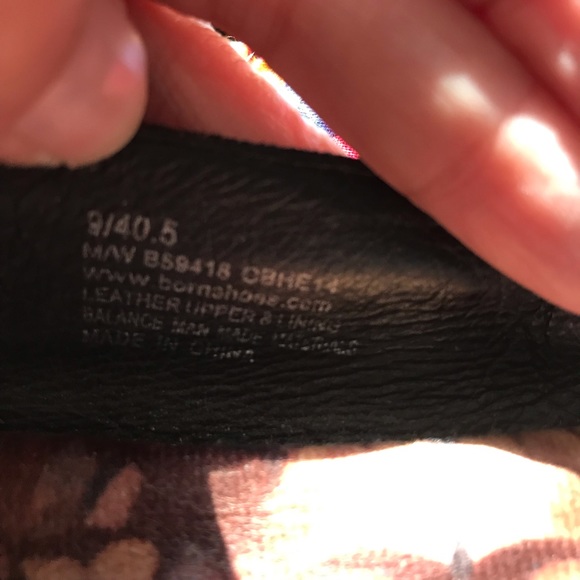 9/40.5
M/W B59418 CBHE14
www.bornshoes.com
LEATHER UPPER & LINING
BALANCE MAN MADE MATERIALS
MADE IN CHINA